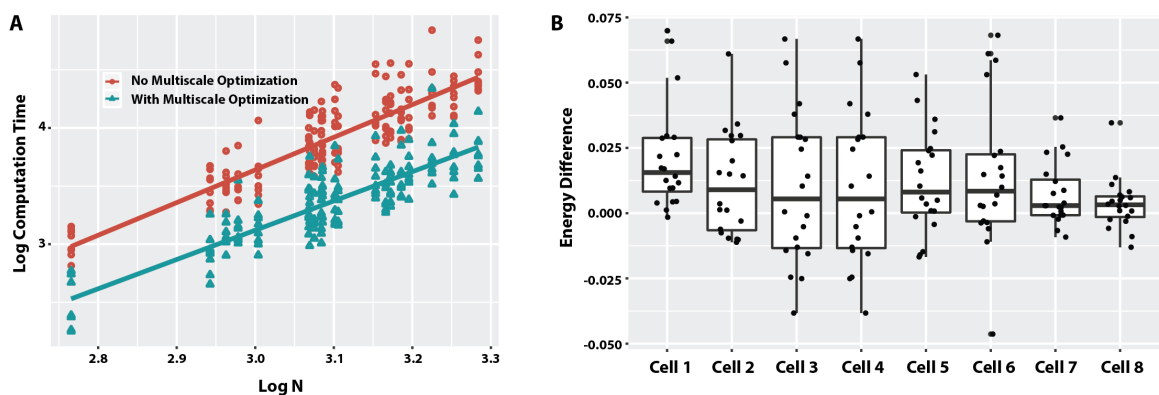 A
No Multiscale Optimization
With Multiscale Optimization
4
3
Log Computation Time
2.8 2.9 3.0 3.1 3.2 3.3
Log N
B
0.075
0.050
0.025
0.000
-0.025
-0.050
Energy Difference
Cell 1 Cell 2 Cell 3 Cell 4 Cell 5 Cell 6 Cell 7 Cell 8